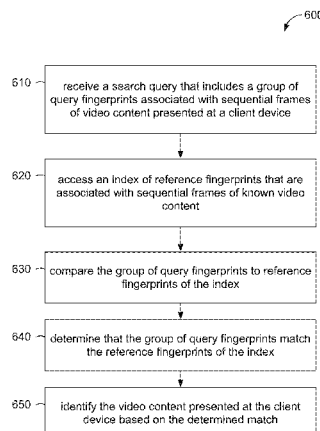 600
610
receive a search query that includes a group of
query fingerprints associated with sequential frames
of video content presented at a client device
620
access an index of reference fingerprints that are
associated with sequential frames of known video
content
630
compare the group of query fingerprints to reference
fingerprints of the index
640
determine that the group of query fingerprints match
the reference fingerprints of the index
650
identify the video content presented at the client
device based on the determined match